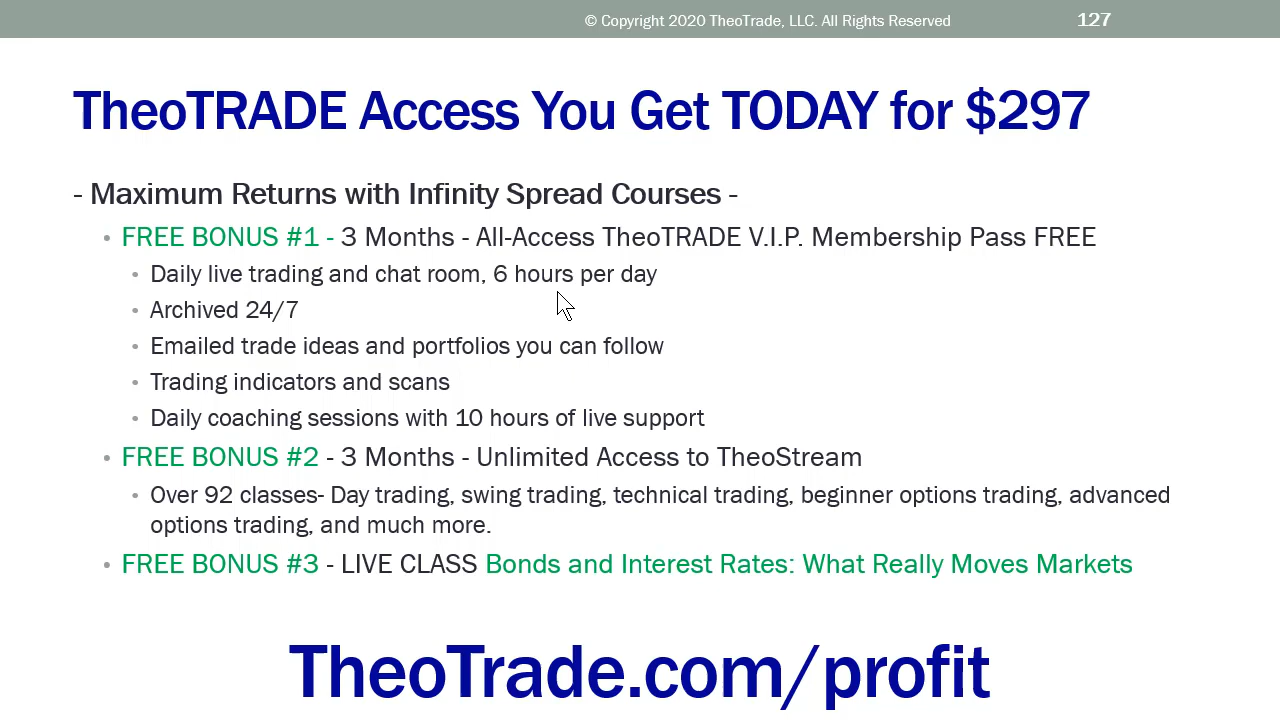 © Copyright 2020 TheoTrade, LLC. All Rights Reserved
127
TheoTRADE Access You Get TODAY for $297
- Maximum Returns with Infinity Spread Courses -
• FREE BONUS #1 - 3 Months - All-Access TheoTRADE V.I.P. Membership Pass FREE
• Daily live trading and chat room, 6 hours per day
• Archived 24/7
• Emailed trade ideas and portfolios you can follow
• Trading indicators and scans
• Daily coaching sessions with 10 hours of live support
• FREE BONUS #2 - 3 Months - Unlimited Access to TheoStream
• Over 92 classes- Day trading, swing trading, technical trading, beginner options trading, advanced
options trading, and much more.
• FREE BONUS #3 - LIVE CLASS Bonds and Interest Rates: What Really Moves Markets
TheoTrade.com/profit